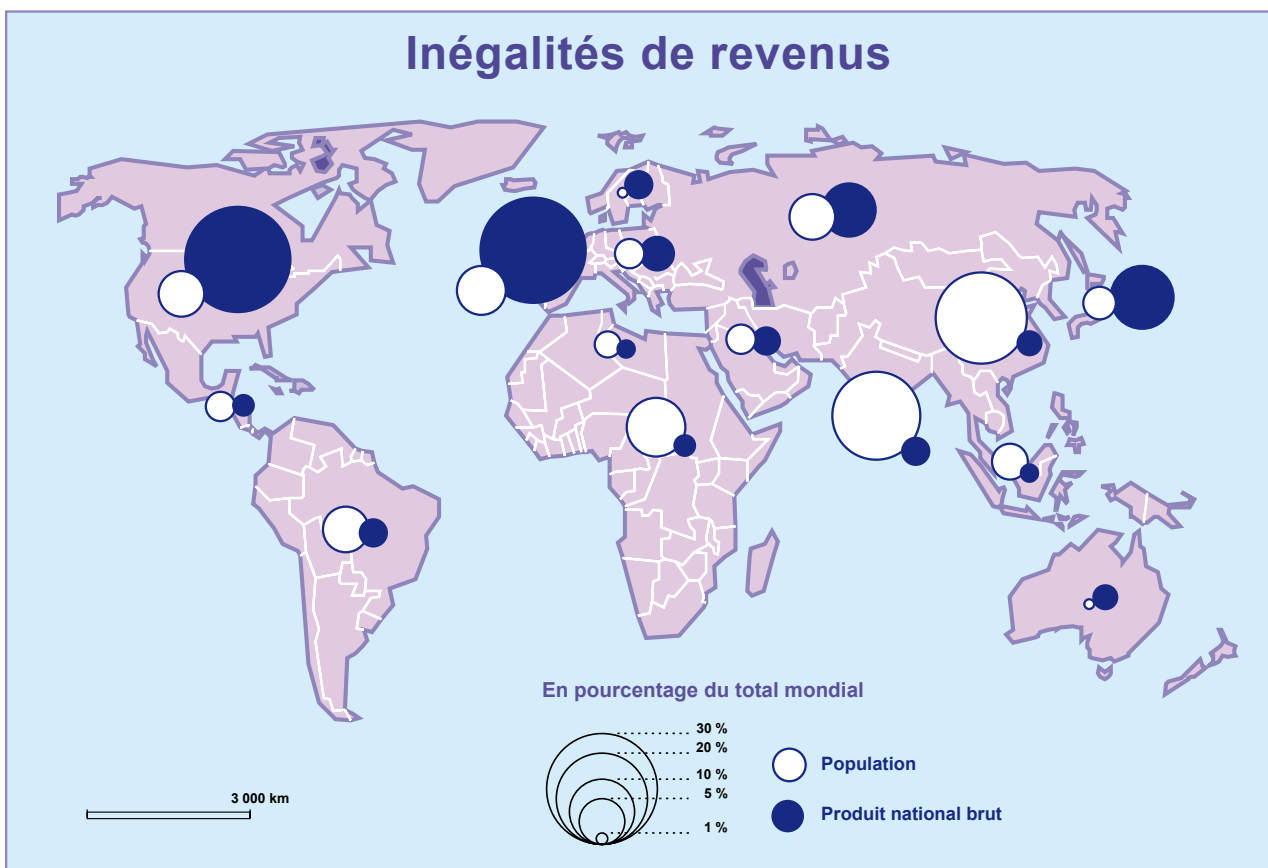 Inégalités de revenus
En pourcentage du total mondial
30 %
20 %
10 %
5 %
1 %
Population
Produit national brut
3 000 km